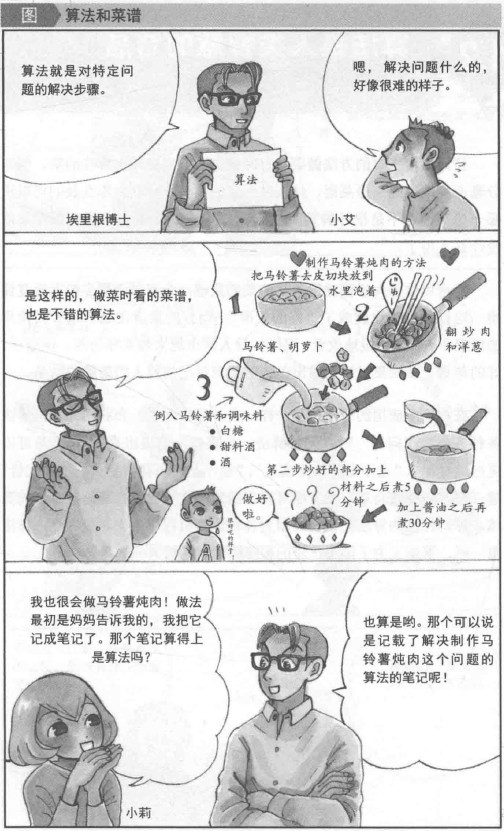 图 算法和菜谱
算法就是对特定问
题的解决步骤。
嗯，解决问题什么的，
好像很难的样子。
算法
埃里根博士
小艾
是这样的，做菜时看的菜谱，
也是不错的算法。
制作马铃薯炖肉的方法
把马铃薯去皮切块放到
水里泡着
1
2
翻炒肉
和洋葱
马铃薯、胡萝卜
3
倒入马铃薯和调味料
● 白糖
● 甜料酒
● 酒
第二步炒好的部分加上
材料之后煮5
分钟
加上酱油之后再
煮30分钟
做好
啦。
很好吃的样子！
我也很会做马铃薯炖肉！做法
最初是妈妈告诉我的，我把它
记成笔记了。那个笔记算得上
是算法吗？
也算是哟。那个可以说
是记载了解决制作马
铃薯炖肉这个问题的
算法的笔记呢！
小莉